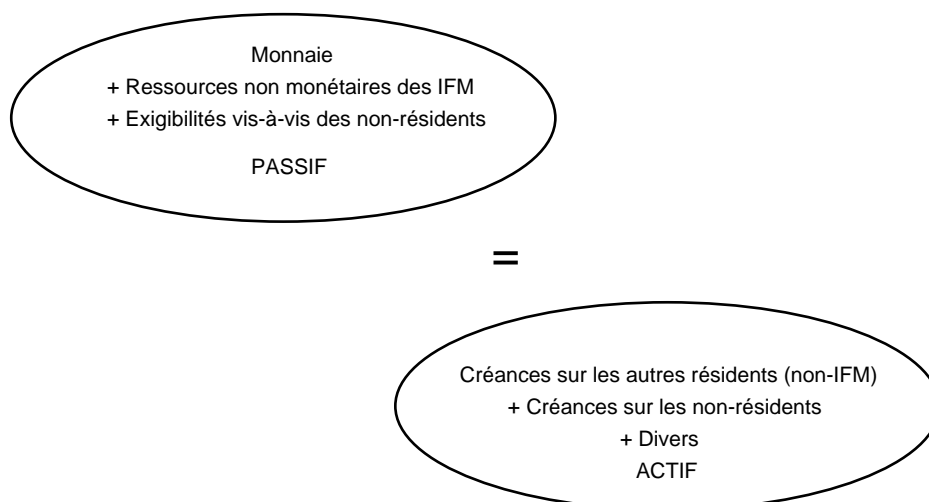 Monnaie
+ Ressources non monétaires des IFM
+ Exigibilités vis-à-vis des non-résidents
PASSIF
=
Créances sur les autres résidents (non-IFM)
+ Créances sur les non-résidents
+ Divers
ACTIF